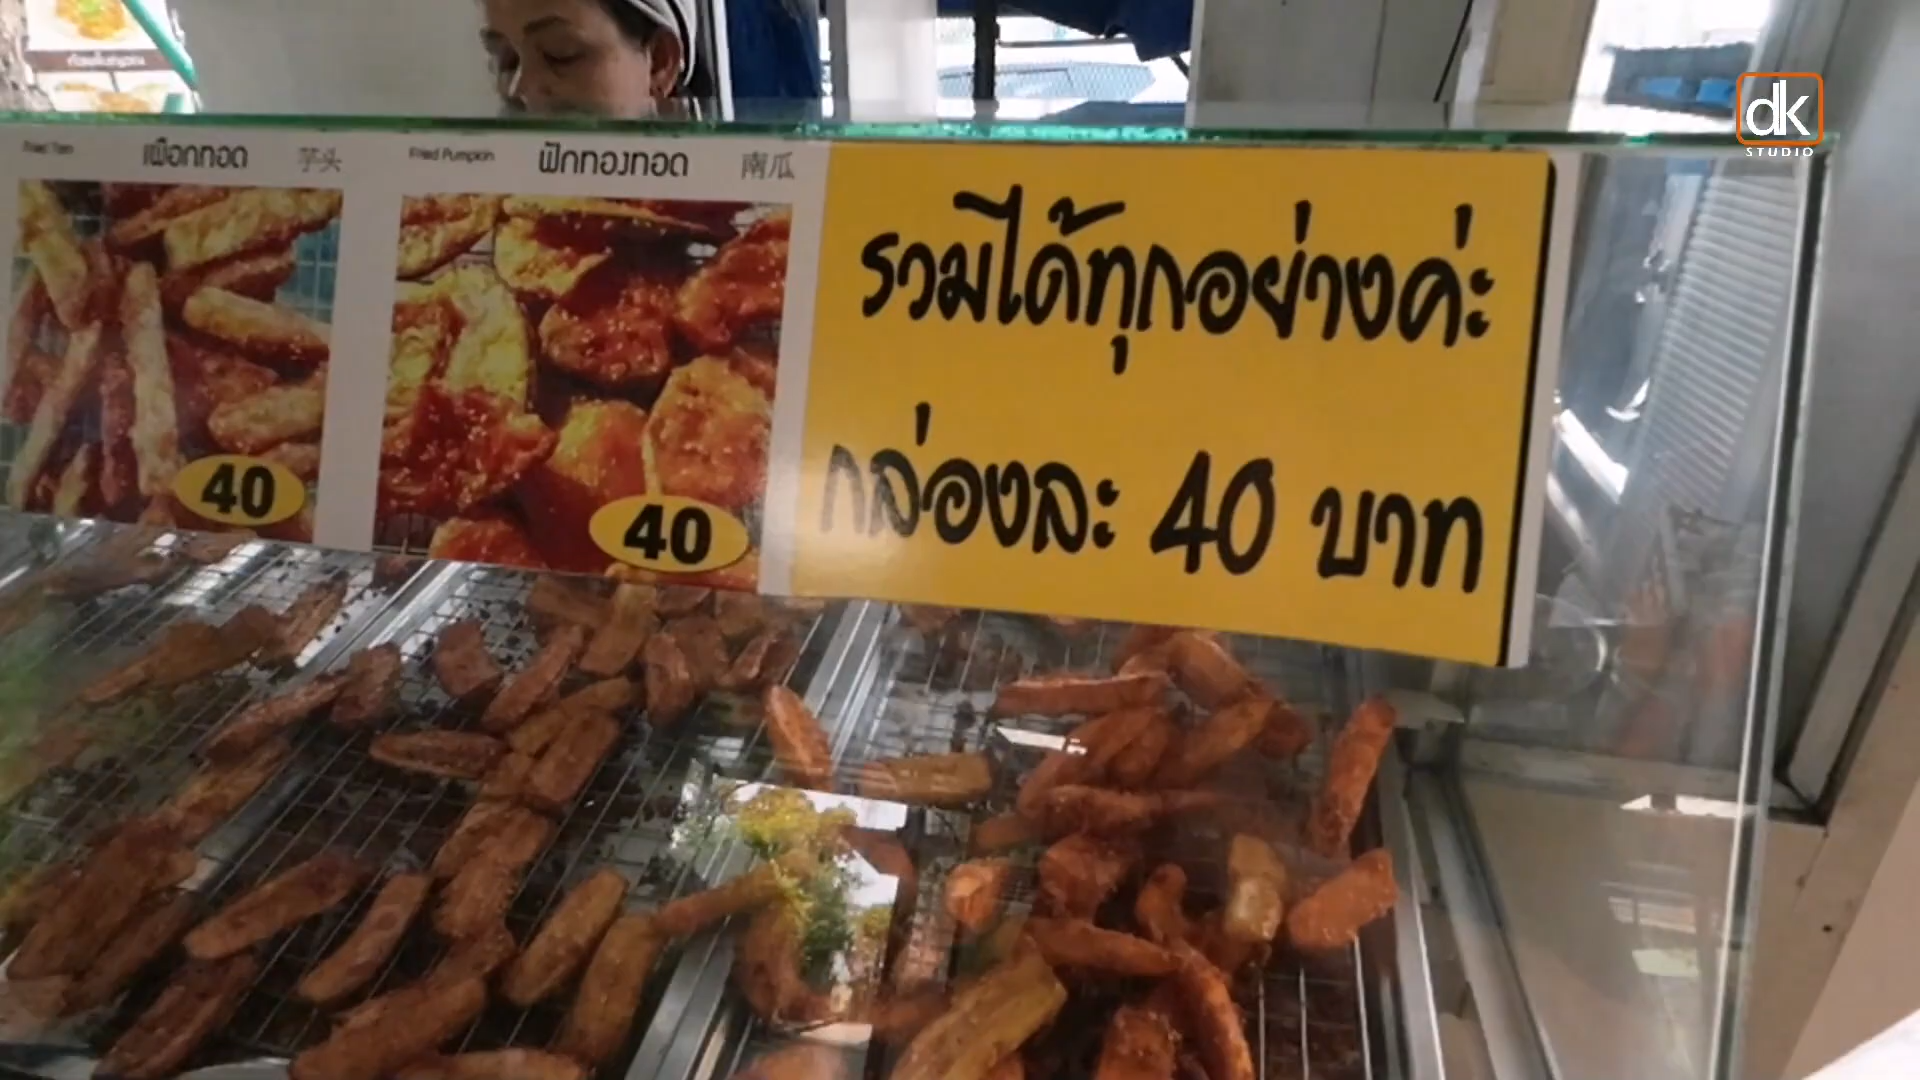 Fried Taro เผือกทอด 芋头
Fried Pumpkin ฟักทองทอด 南瓜
40
40
รวมได้ทุกอย่างค่ะ
กล่องละ 40 บาท
dk
STUDIO